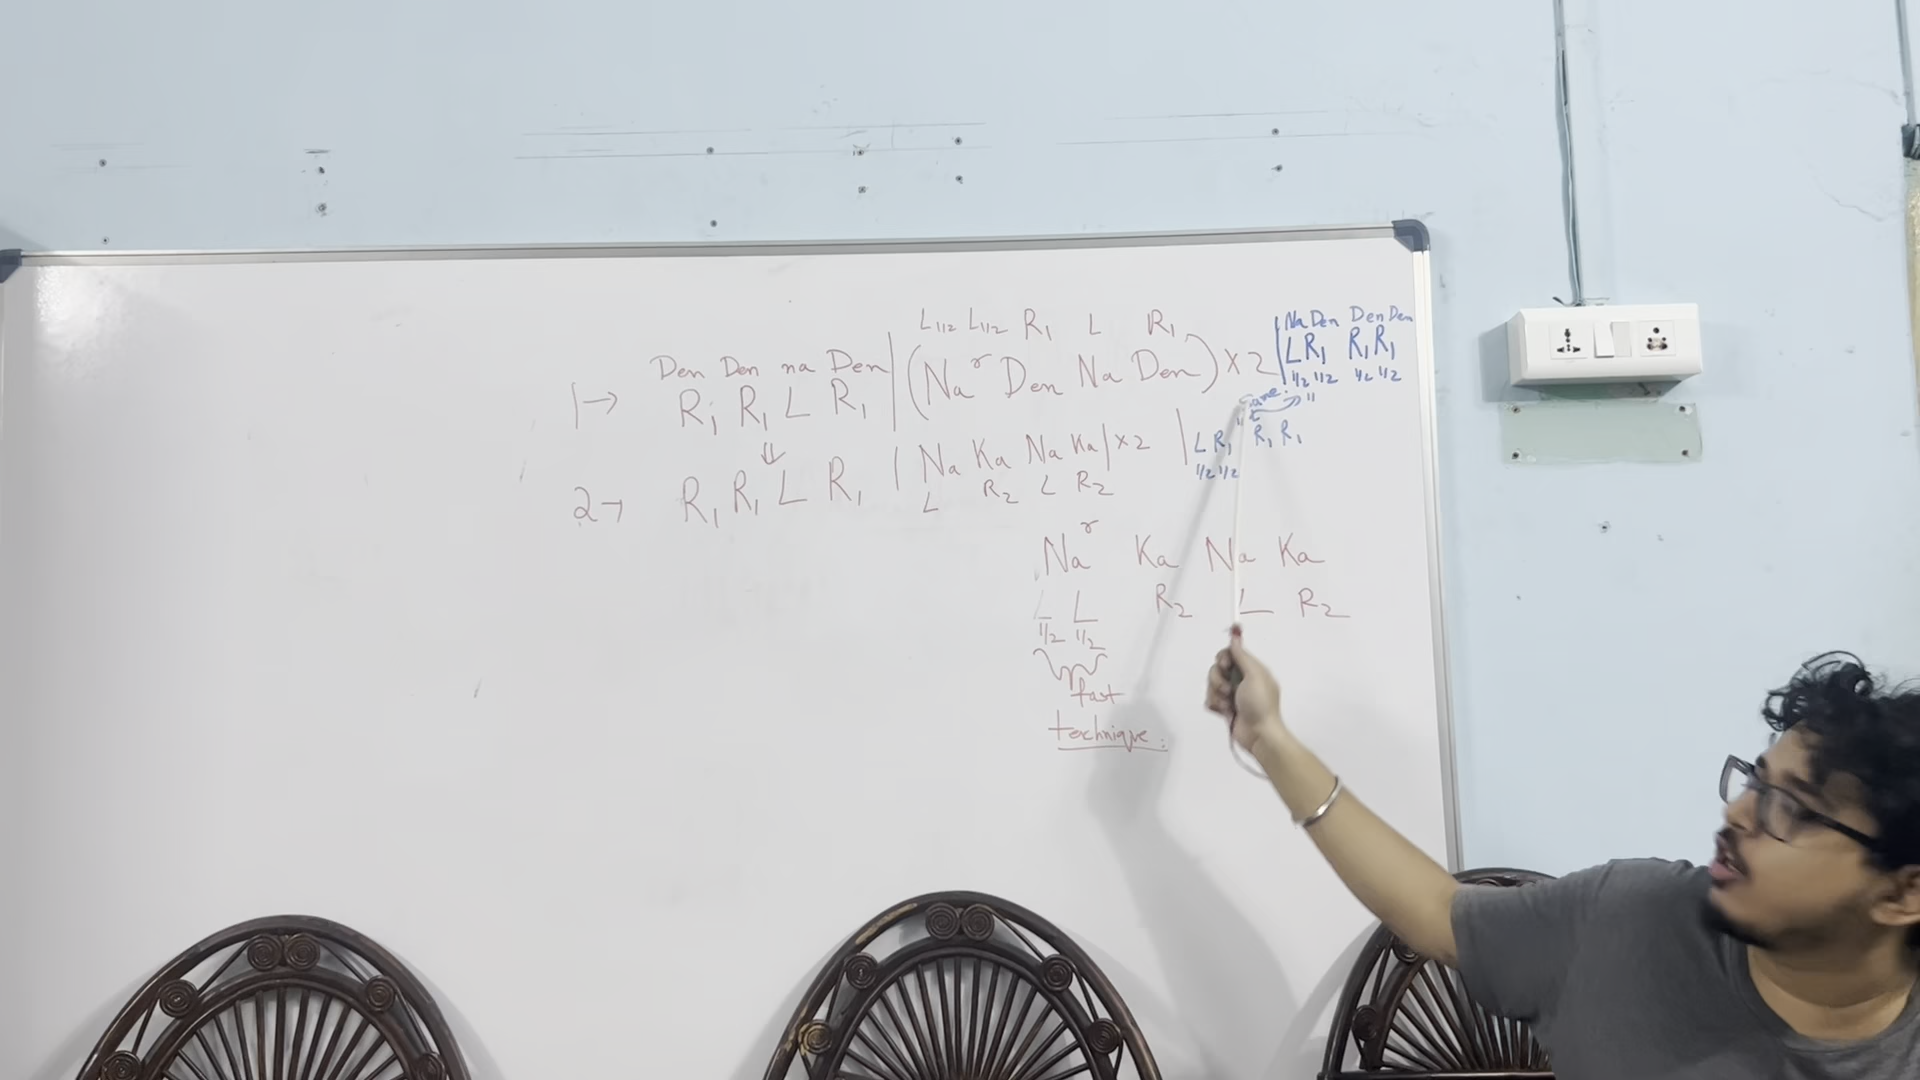 L1/2 L1/2 R1 L R1
Na Den Den Den
Den Den na Den | (Na r Den Na Den) x 2 | L R1 R1 R1
1/2 1/2 1/2 1/2
1→ R1 R1 L R1
same
⇓
| Na Ka Na Ka | x 2 | L R1 R1 R1
2→ R1 R1 L R1 L R2 L R2 1/2 1/2
Na r Ka Na Ka
L L R2 L R2
1/2 1/2
fast
technique.